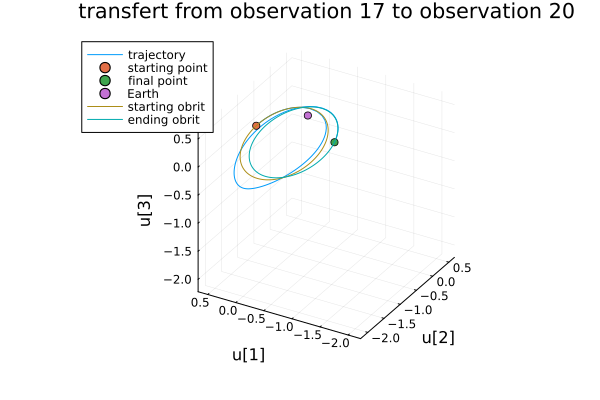 transfert from observation 17 to observation 20
trajectory
starting point
final point
Earth
starting obrit
ending obrit
0.5
0.0
−0.5
−1.0
−1.5
−2.0
u[3]
0.5
0.0
−0.5
−1.0
−1.5
−2.0
u[1]
0.5
0.0
−0.5
−1.0
−1.5
−2.0
u[2]